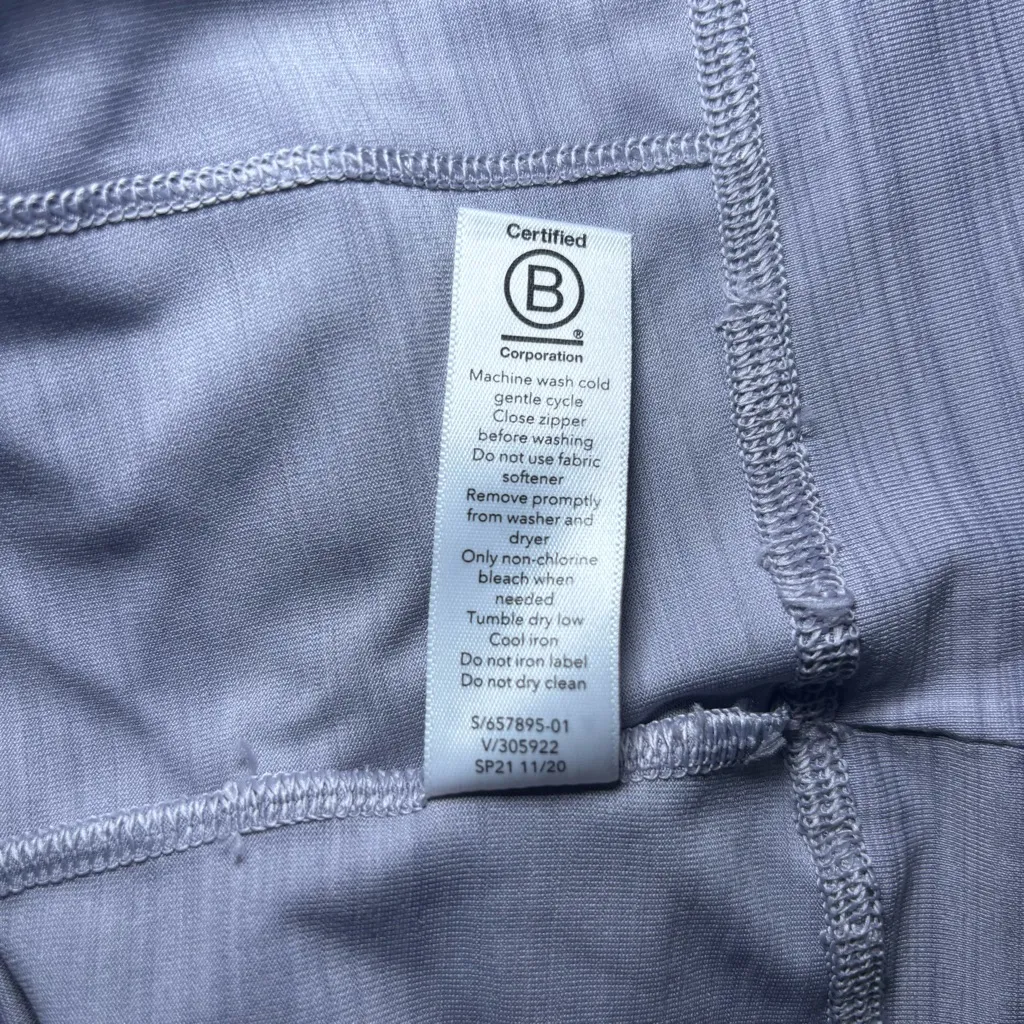 Certified
B
®
Corporation
Machine wash cold
gentle cycle
Close zipper
before washing
Do not use fabric
softener
Remove promptly
from washer and
dryer
Only non-chlorine
bleach when
needed
Tumble dry low
Cool iron
Do not iron label
Do not dry clean
S/657895-01
V/305922
SP21 11/20